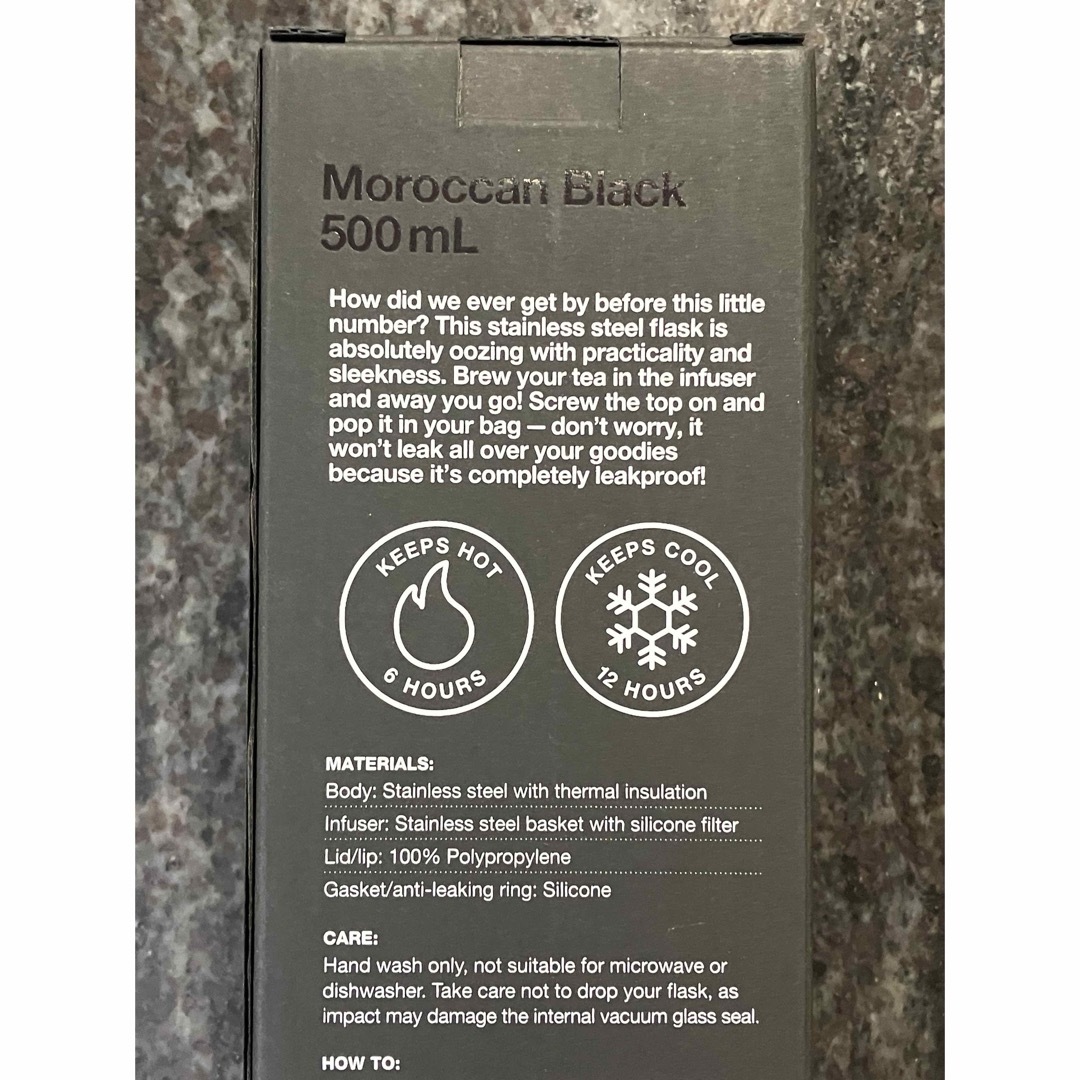 Moroccan Black
500mL
How did we ever get by before this little
number? This stainless steel flask is
absolutely oozing with practicality and
sleekness. Brew your tea in the infuser
and away you go! Screw the top on and
pop it in your bag — don't worry, it
won't leak all over your goodies
because it's completely leakproof!
KEEPS HOT
6 HOURS
KEEPS COOL
12 HOURS
MATERIALS:
Body: Stainless steel with thermal insulation
Infuser: Stainless steel basket with silicone filter
Lid/lip: 100% Polypropylene
Gasket/anti-leaking ring: Silicone
CARE:
Hand wash only, not suitable for microwave or
dishwasher. Take care not to drop your flask, as
impact may damage the internal vacuum glass seal.
HOW TO: